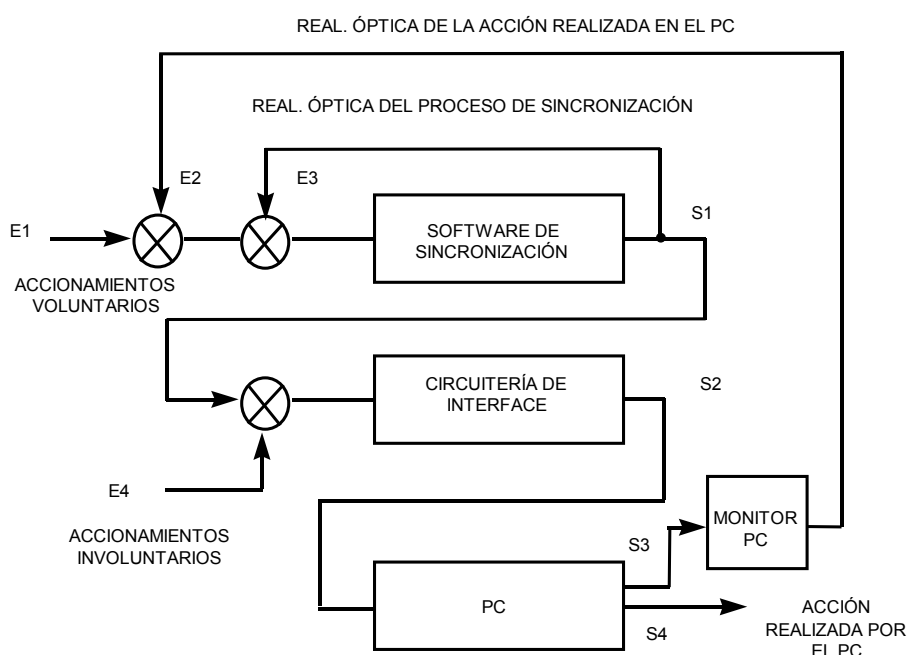 REAL. ÓPTICA DE LA ACCIÓN REALIZADA EN EL PC
REAL. ÓPTICA DEL PROCESO DE SINCRONIZACIÓN
E2
E3
S1
E1
SOFTWARE DE
SINCRONIZACIÓN
ACCIONAMIENTOS
VOLUNTARIOS
CIRCUITERÍA DE
INTERFACE
S2
E4
ACCIONAMIENTOS
INVOLUNTARIOS
MONITOR
PC
S3
PC
S4
ACCIÓN
REALIZADA POR
EL PC